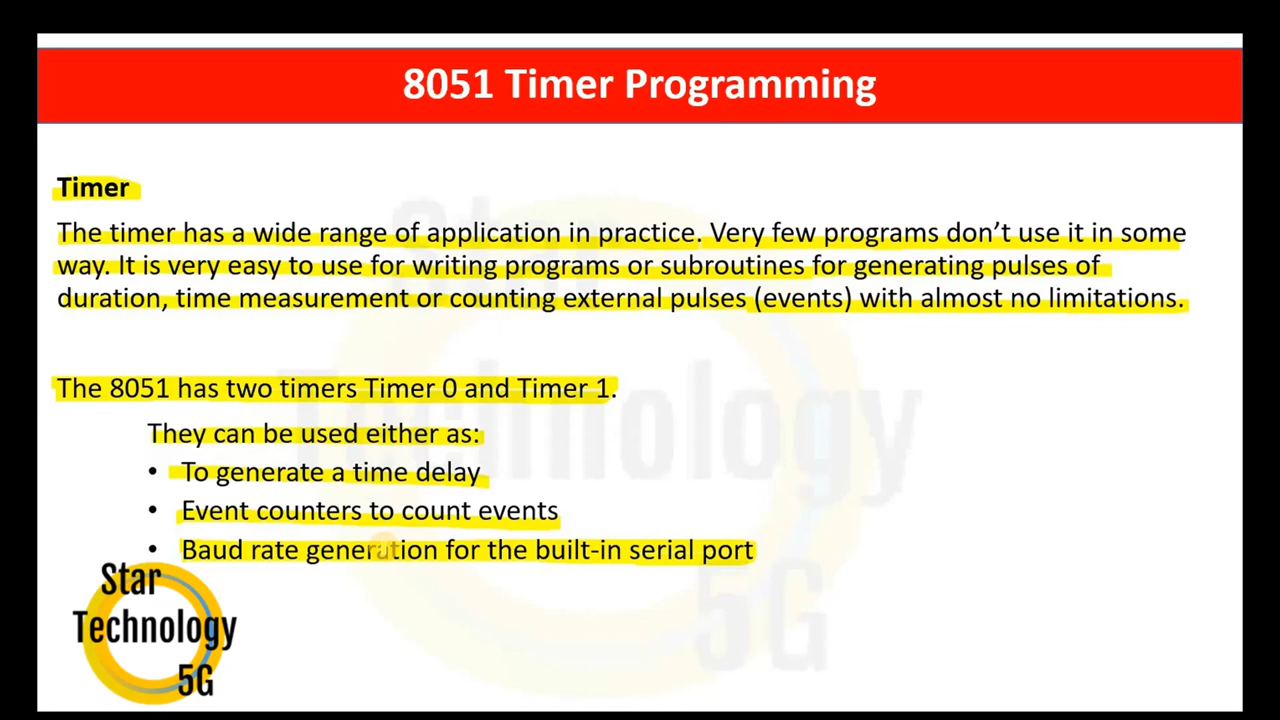 8051 Timer Programming
Timer
The timer has a wide range of application in practice. Very few programs don't use it in some
way. It is very easy to use for writing programs or subroutines for generating pulses of
duration, time measurement or counting external pulses (events) with almost no limitations.
The 8051 has two timers Timer 0 and Timer 1.
They can be used either as:
• To generate a time delay
• Event counters to count events
• Baud rate generation for the built-in serial port
Star
Technology
5G
Star
Technology
5G